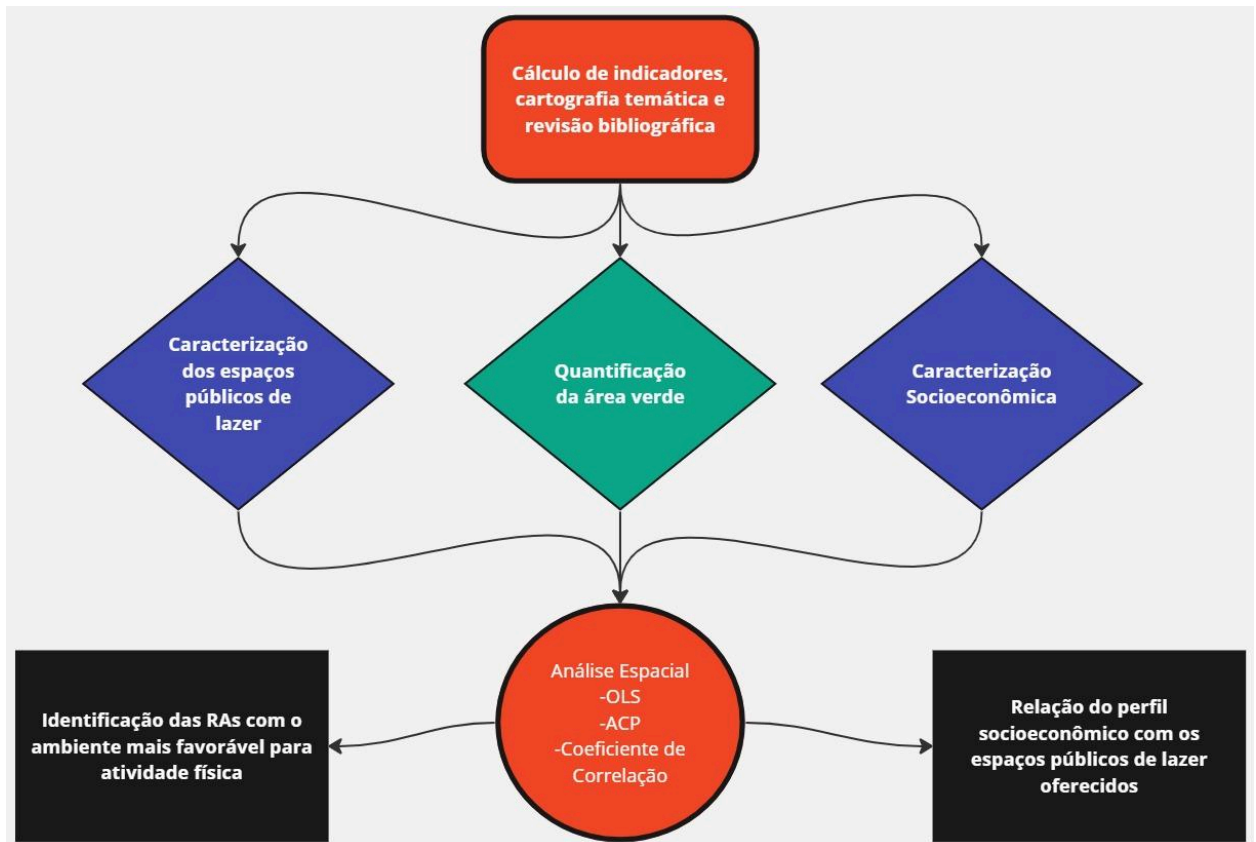 Cálculo de indicadores,
cartografia temática e
revisão bibliográfica
Caracterização
dos espaços
públicos de
lazer
Quantificação
da área verde
Caracterização
Socioeconômica
Análise Espacial
-OLS
-ACP
-Coeficiente de
Correlação
Identificação das RAs com o
ambiente mais favorável para
atividade física
Relação do perfil
socioeconômico com os
espaços públicos de lazer
oferecidos